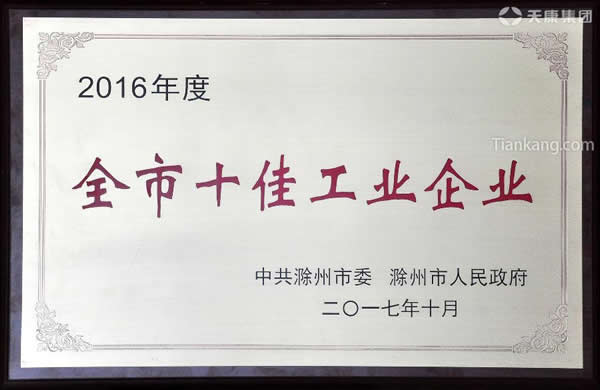 天康集团
2016年度
Tiankang.com
全市十佳工业企业
中共滁州市委 滁州市人民政府
二〇一七年十月